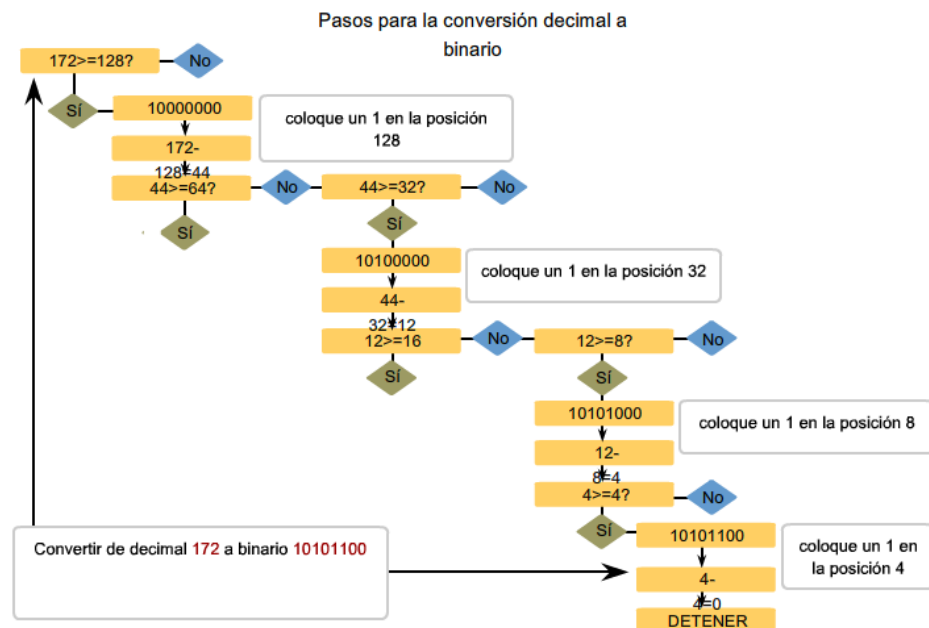 Pasos para la conversión decimal a
binario
172>=128?
No
Sí
10000000
coloque un 1 en la posición
128
172-
128=44
44>=64?
No
44>=32?
No
Sí
Sí
10100000
coloque un 1 en la posición 32
44-
32=12
12>=16
No
12>=8?
No
Sí
Sí
10101000
coloque un 1 en la posición 8
12-
8=4
4>=4?
No
Sí
10101100
coloque un 1 en
la posición 4
Convertir de decimal 172 a binario 10101100
4-
4=0
DETENER